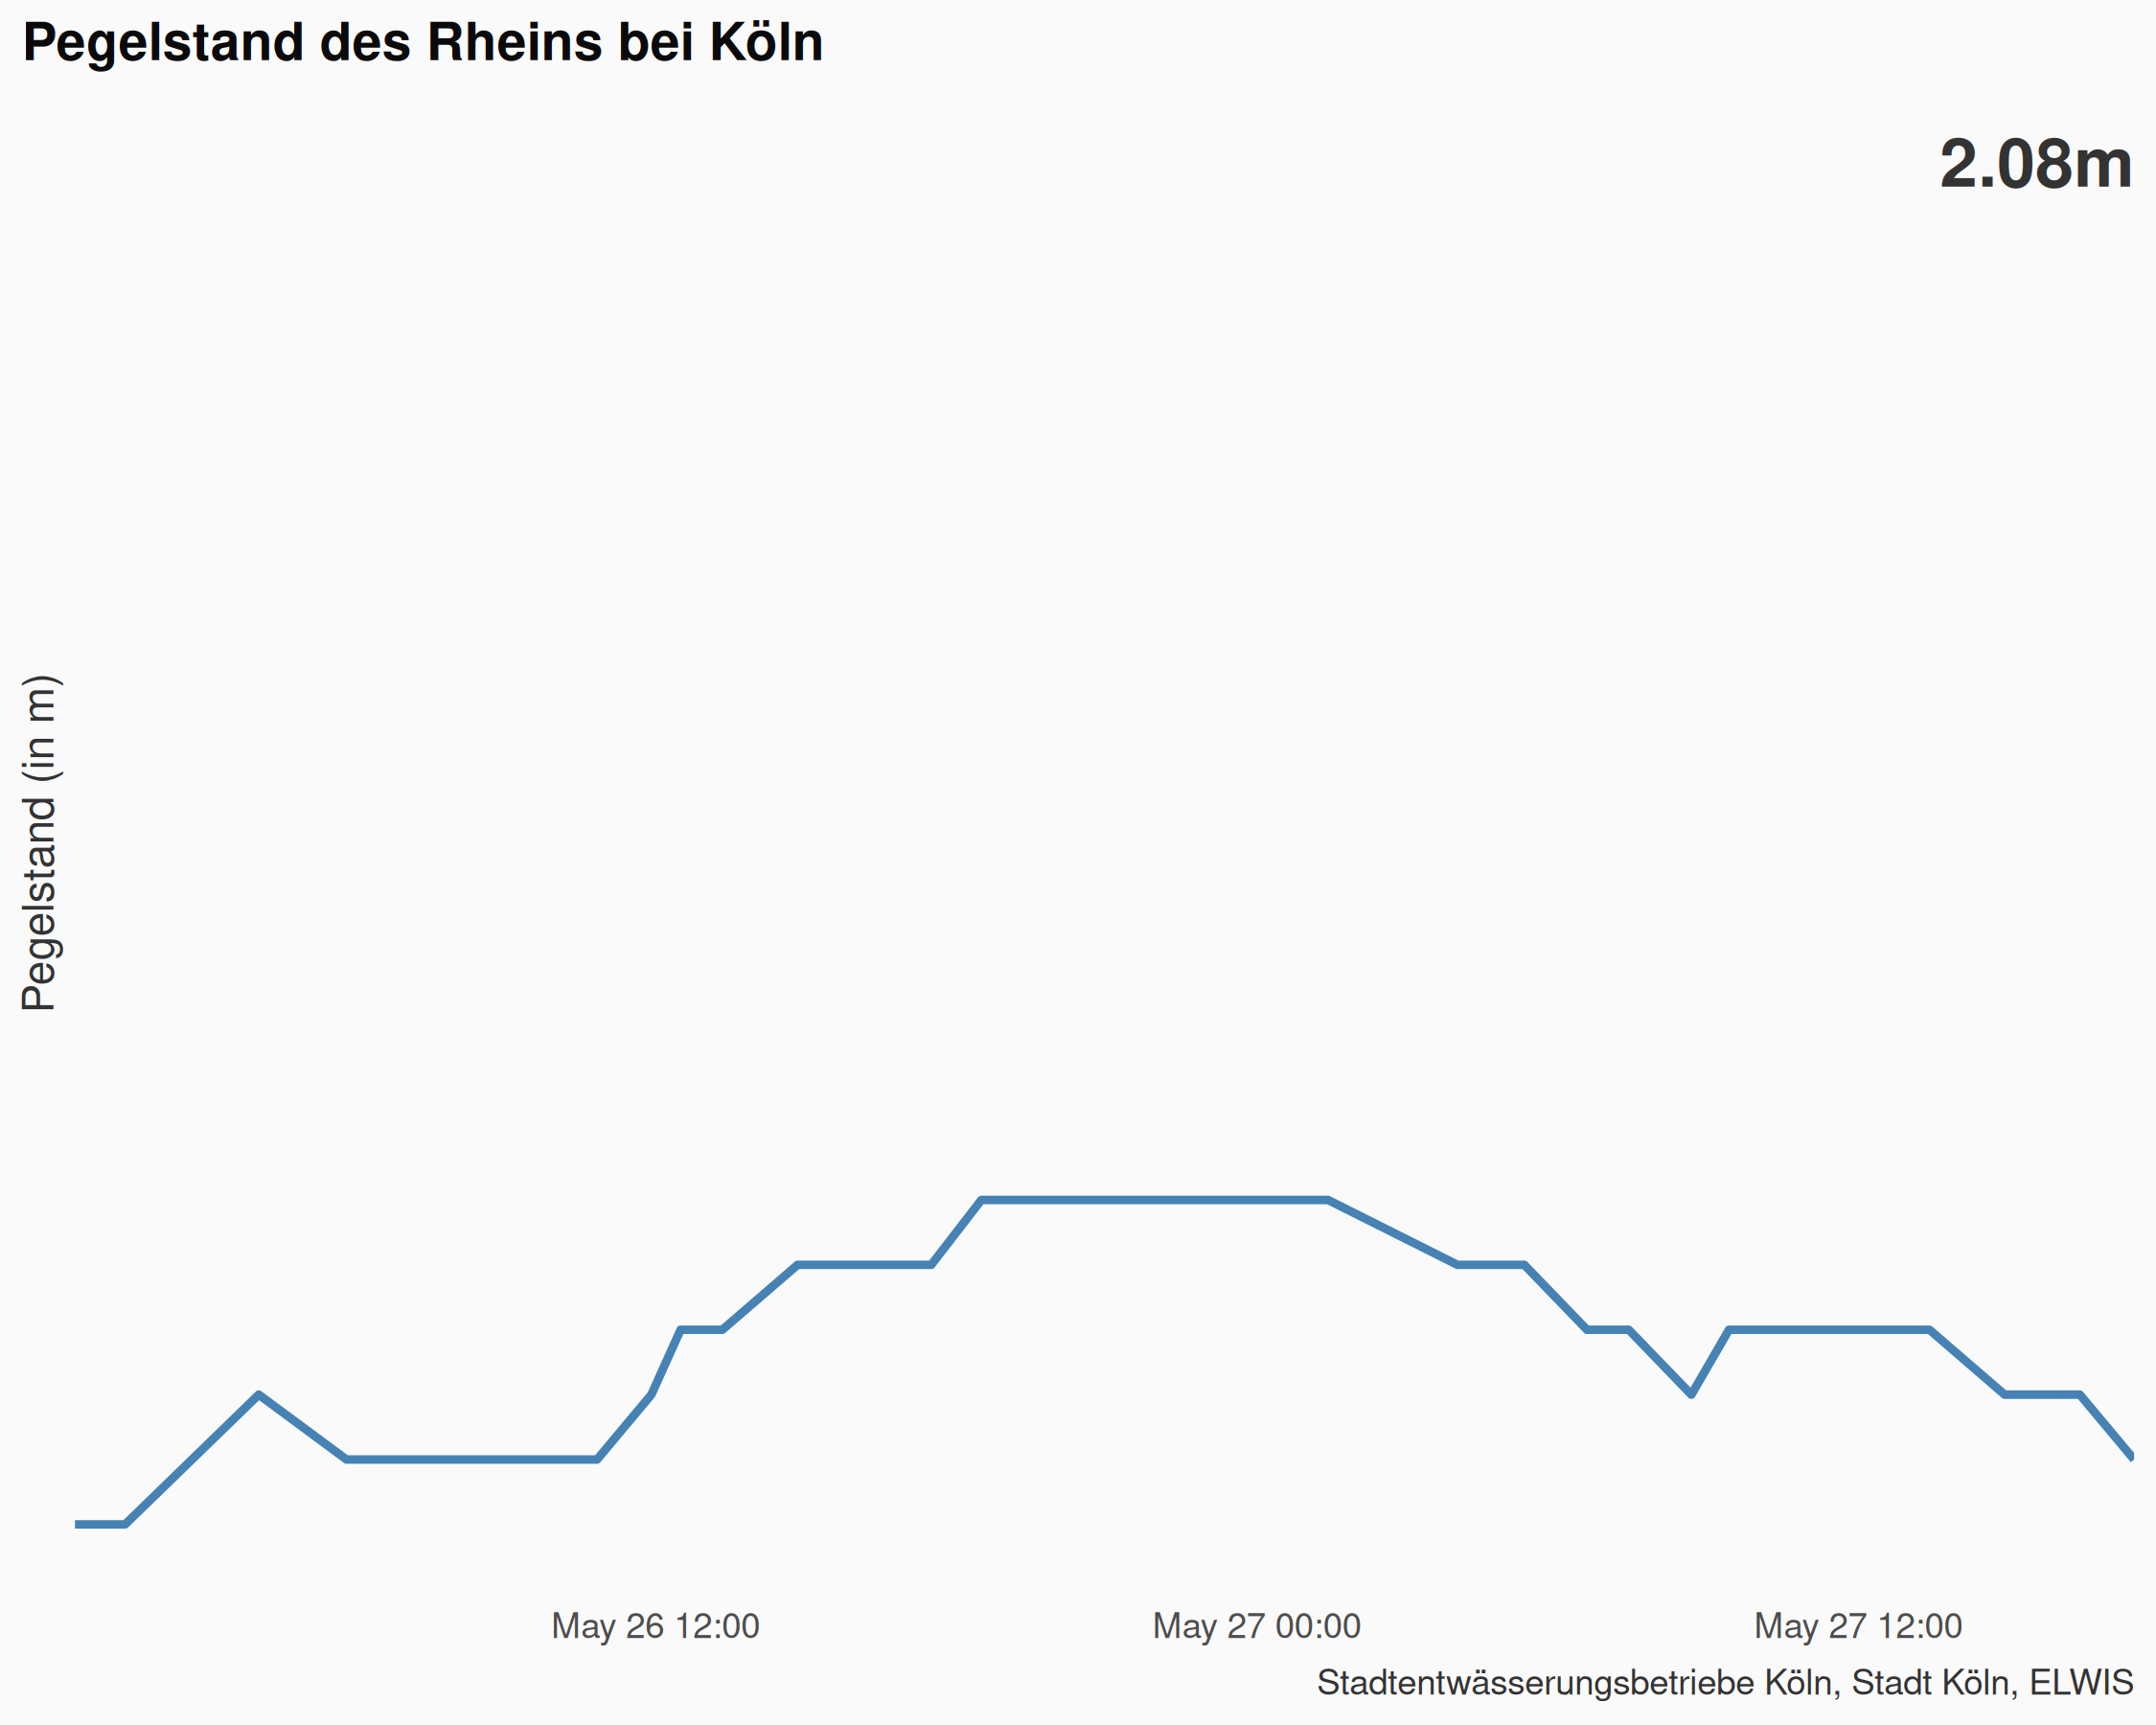 Pegelstand des Rheins bei Köln
2.08m
Pegelstand (in m)
May 26 12:00
May 27 00:00
May 27 12:00
Stadtentwässerungsbetriebe Köln, Stadt Köln, ELWIS